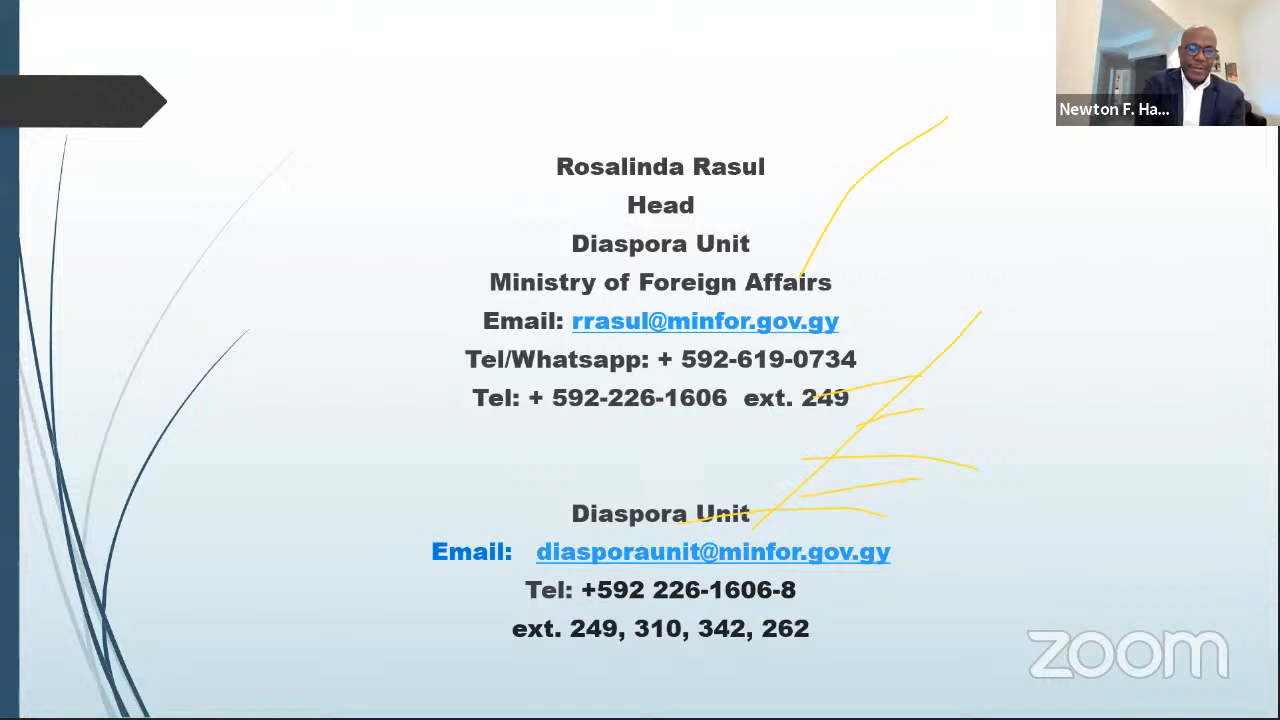 Newton F. Ha...
Rosalinda Rasul
Head
Diaspora Unit
Ministry of Foreign Affairs
Email: rrasul@minfor.gov.gy
Tel/Whatsapp: + 592-619-0734
Tel: + 592-226-1606 ext. 249
Diaspora Unit
Email: diasporaunit@minfor.gov.gy
Tel: +592 226-1606-8
ext. 249, 310, 342, 262
zoom